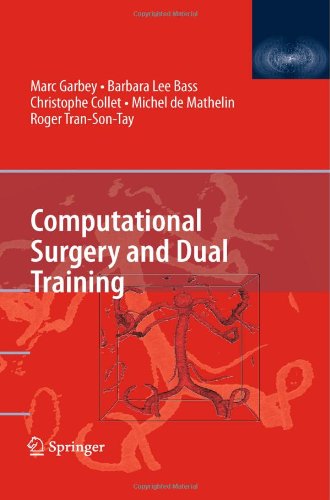 Marc Garbey • Barbara Lee Bass
Christophe Collet • Michel de Mathelin
Roger Tran-Son-Tay
Computational
Surgery and Dual
Training
Springer